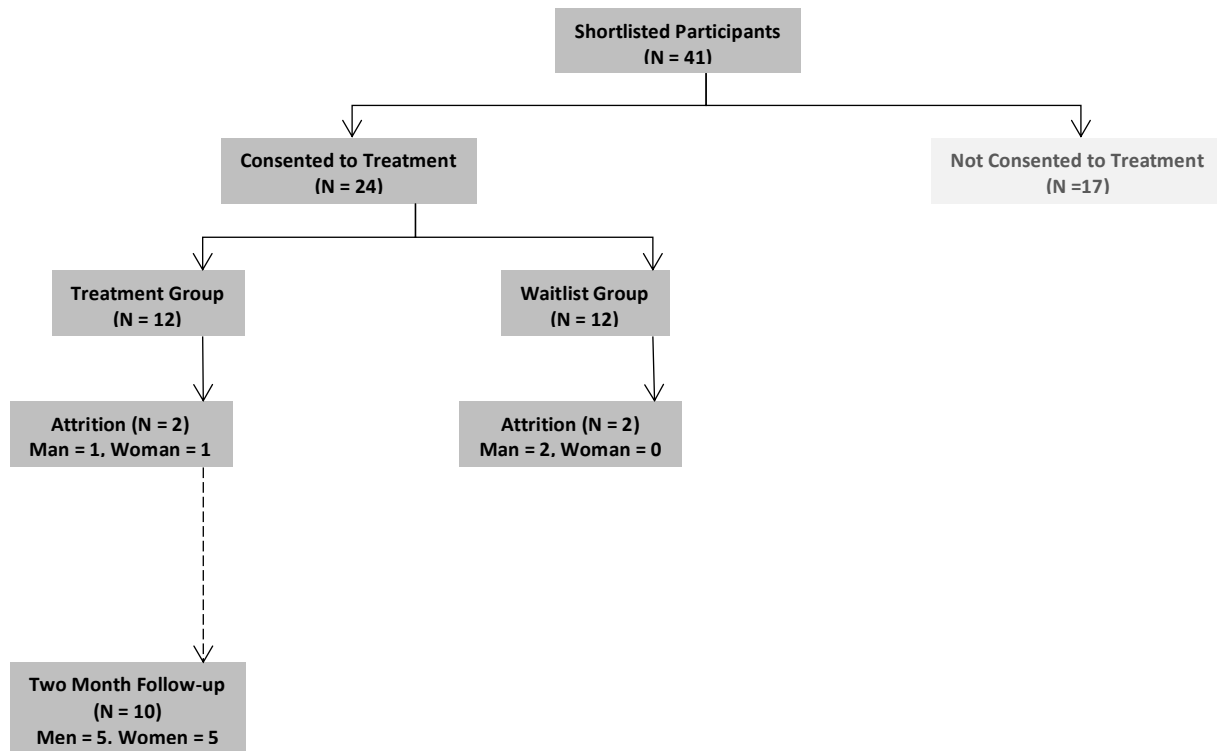 Shortlisted Participants
(N = 41)
Consented to Treatment
(N = 24)
Not Consented to Treatment
(N =17)
Treatment Group
(N = 12)
Waitlist Group
(N = 12)
Attrition (N = 2)
Man = 1, Woman = 1
Attrition (N = 2)
Man = 2, Woman = 0
Two Month Follow-up
(N = 10)
Men = 5, Women = 5